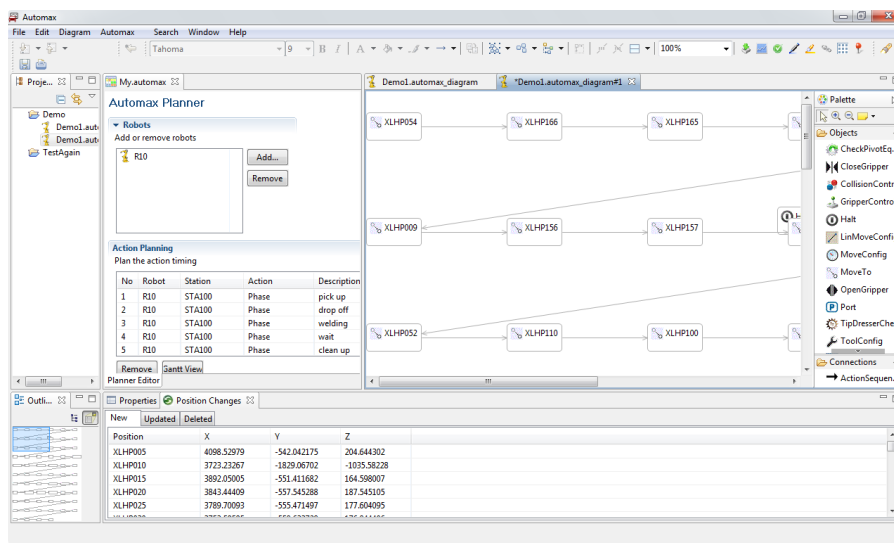 Automax
File Edit Diagram Automax Search Window Help
Tahoma 9 B I A 100%
Proje... My.automax Demo1.automax_diagram *Demo1.automax_diagram#1
Demo
Demo1.aut
Demo1.aut
TestAgain
Automax Planner
Robots
Add or remove robots
R10
Add...
Remove
Action Planning
Plan the action timing
No Robot Station Action Description
1 R10 STA100 Phase pick up
2 R10 STA100 Phase drop off
3 R10 STA100 Phase welding
4 R10 STA100 Phase wait
5 R10 STA100 Phase clean up
Remove Gantt View
Planner Editor
XLHP054 XLHP166 XLHP165
XLHP009 XLHP156 XLHP157
XLHP052 XLHP110 XLHP100
Palette
Objects
CheckPivotEq.
CloseGripper
CollisionContr
GripperContro
Halt
LinMoveConfi
MoveConfig
MoveTo
OpenGripper
Port
TipDresserChe
ToolConfig
Connections
ActionSequen.
Outli... Properties Position Changes
New Updated Deleted
Position X Y Z
XLHP005 4098.52979 -542.042175 204.644302
XLHP010 3723.23267 -1829.06702 -1035.58228
XLHP015 3892.05005 -551.411682 164.598007
XLHP020 3843.44409 -557.545288 187.545105
XLHP025 3789.70093 -555.471497 177.604095